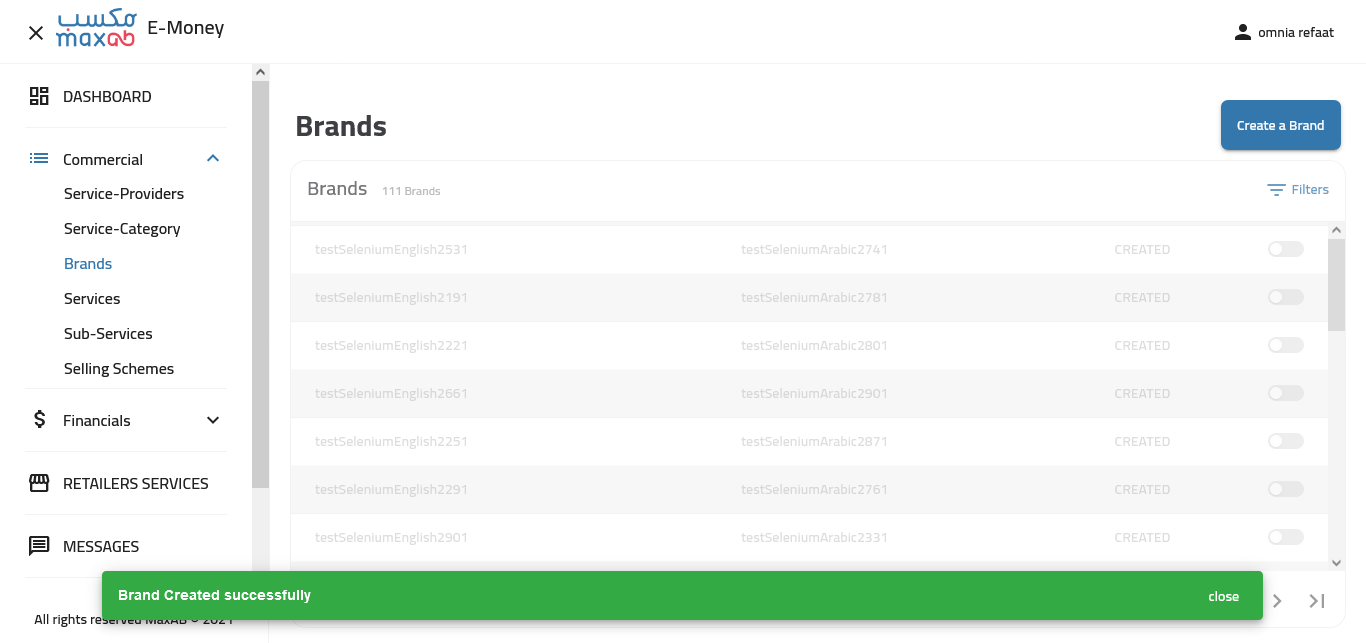 مكسب
maxab
E-Money
omnia refaat
DASHBOARD
Commercial
Service-Providers
Service-Category
Brands
Services
Sub-Services
Selling Schemes
Financials
RETAILERS SERVICES
MESSAGES
All rights reserved MaxAB © 2021
Brands
Create a Brand
Brands 111 Brands
Filters
testSeleniumEnglish2531 testSeleniumArabic2741 CREATED
testSeleniumEnglish2191 testSeleniumArabic2781 CREATED
testSeleniumEnglish2221 testSeleniumArabic2801 CREATED
testSeleniumEnglish2661 testSeleniumArabic2901 CREATED
testSeleniumEnglish2251 testSeleniumArabic2871 CREATED
testSeleniumEnglish2291 testSeleniumArabic2761 CREATED
testSeleniumEnglish2901 testSeleniumArabic2331 CREATED
Brand Created successfully
close